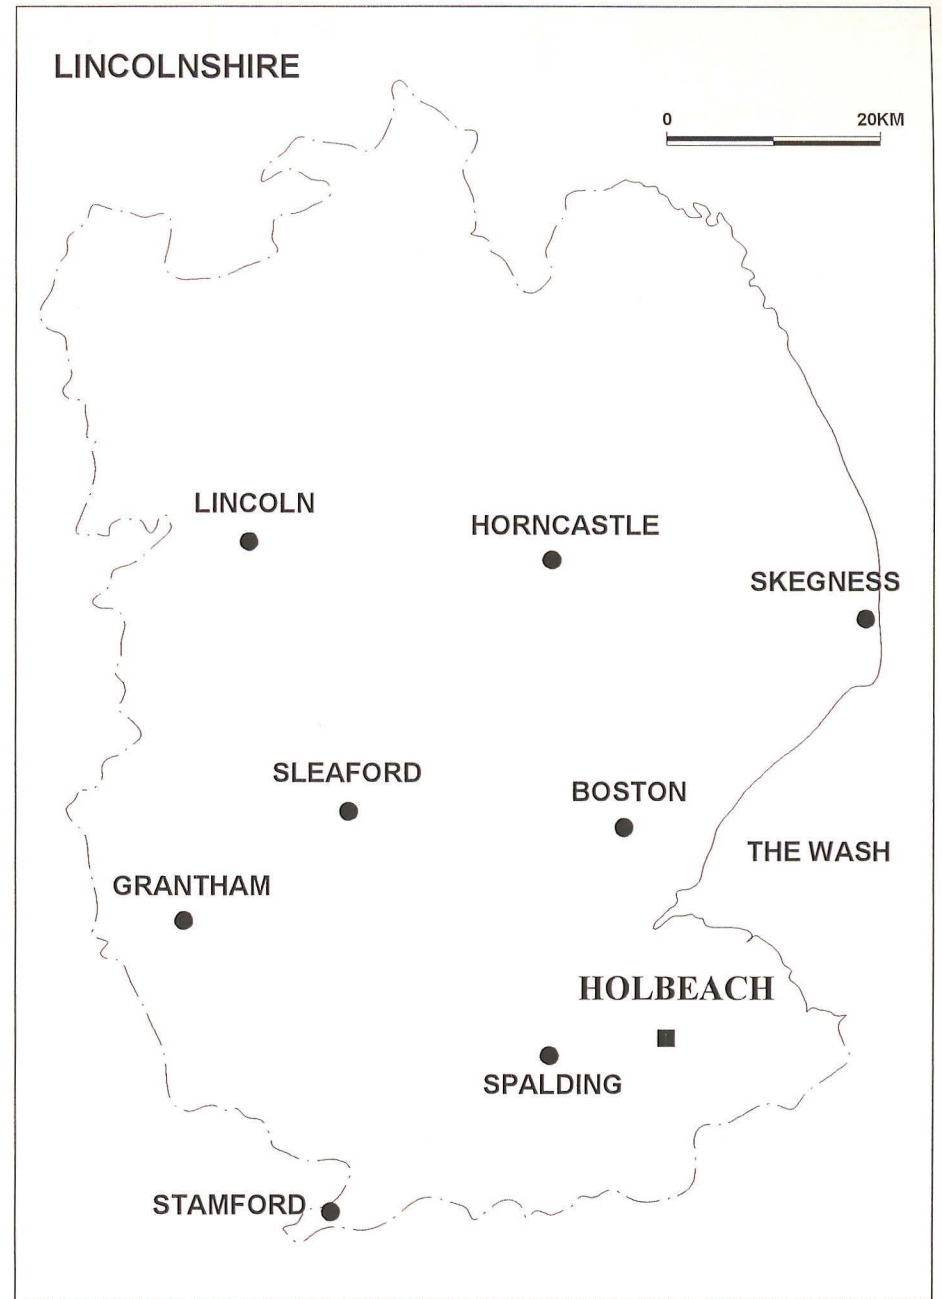 LINCOLNSHIRE
0 20KM
LINCOLN
HORNCASTLE
SKEGNESS
SLEAFORD
BOSTON
THE WASH
GRANTHAM
HOLBEACH
SPALDING
STAMFORD